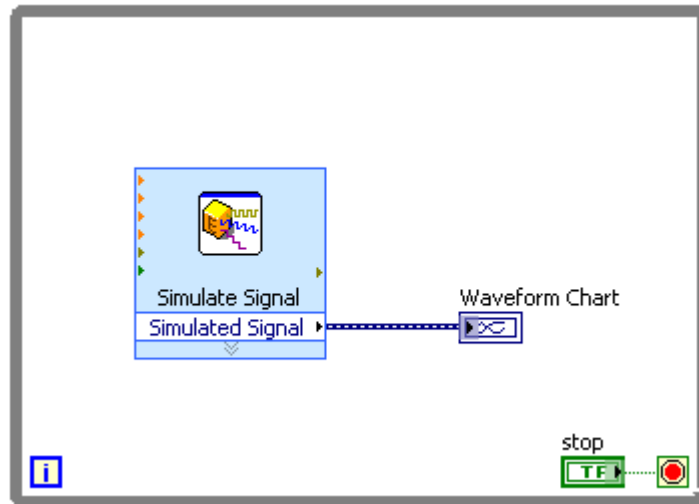 Simulate Signal
Simulated Signal
Waveform Chart
stop
TF
i